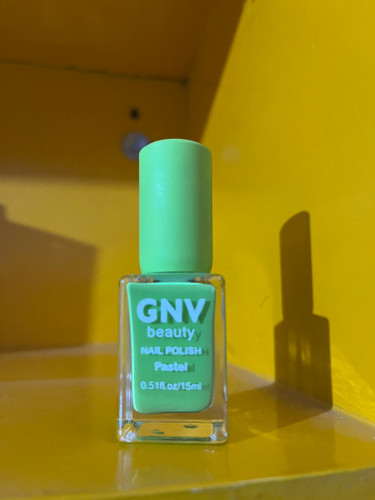 GNV
beauty
NAIL POLISH
Pastel
0.51fl.oz/15ml